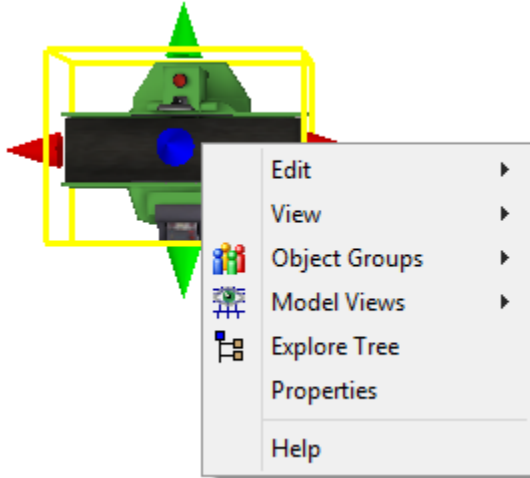 Edit
View
Object Groups
Model Views
Explore Tree
Properties
Help